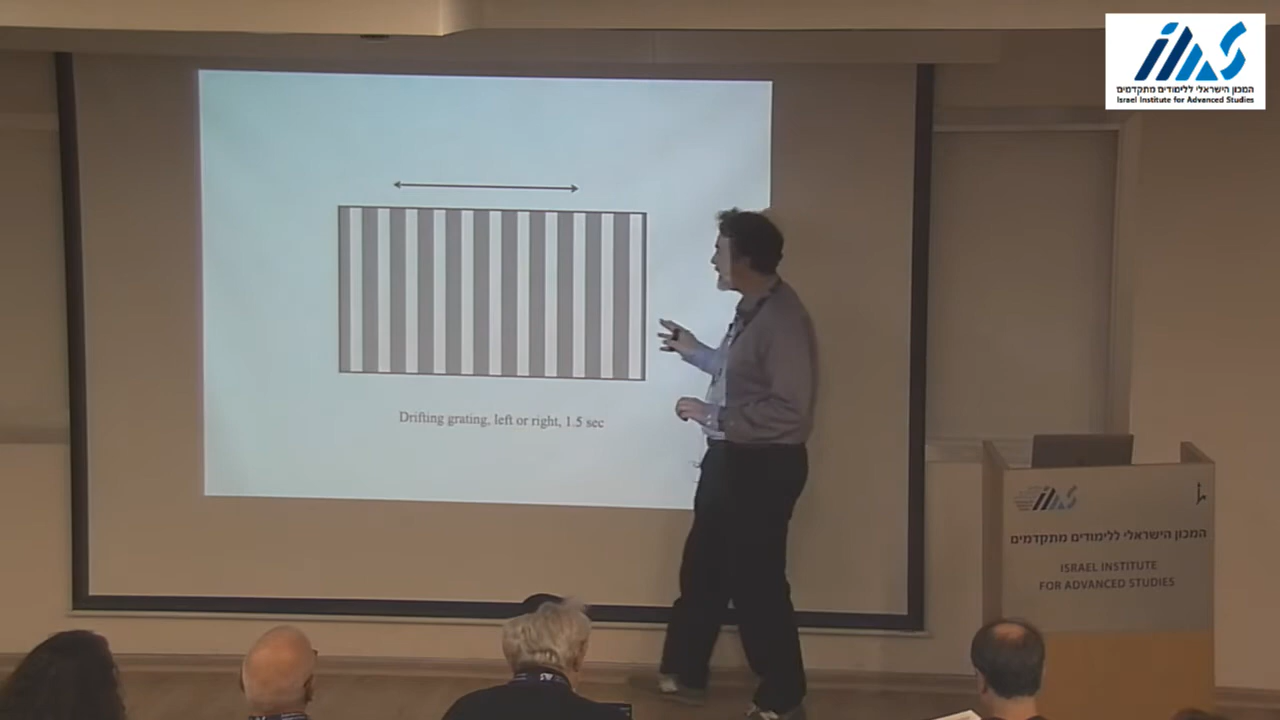 המכון הישראלי ללימודים מתקדמים
Israel Institute for Advanced Studies
Drifting grating, left or right, 1.5 sec
המכון הישראלי ללימודים מתקדמים
ISRAEL INSTITUTE
FOR ADVANCED STUDIES